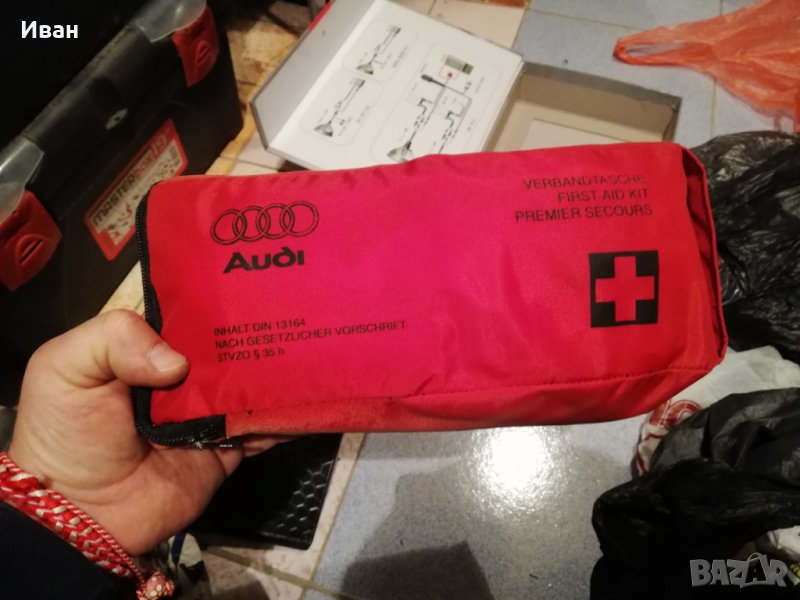 Иван
VERBANDTASCHE
FIRST AID KIT
PREMIER SECOURS
Audi
INHALT DIN 13164
NACH GESETZLICHER VORSCHRIFT
STVZO § 35 h
BAZAR